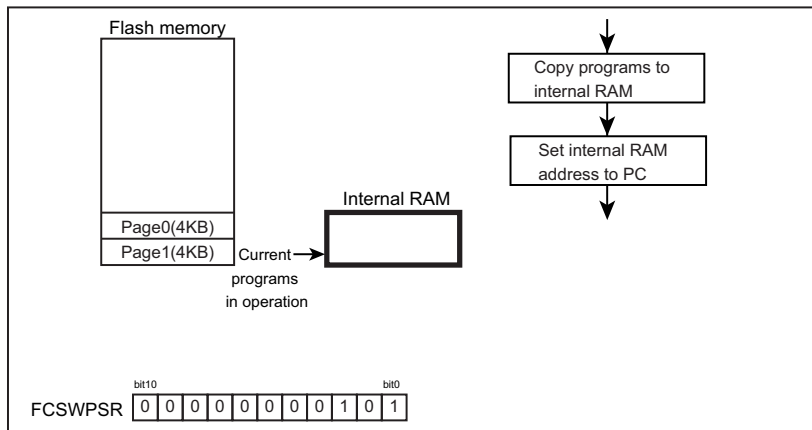 Flash memory
Copy programs to
internal RAM
Set internal RAM
address to PC
Internal RAM
Page0(4KB)
Page1(4KB)
Current
programs
in operation
bit10
bit0
FCSWPSR
0 0 0 0 0 0 0 0 1 0 1